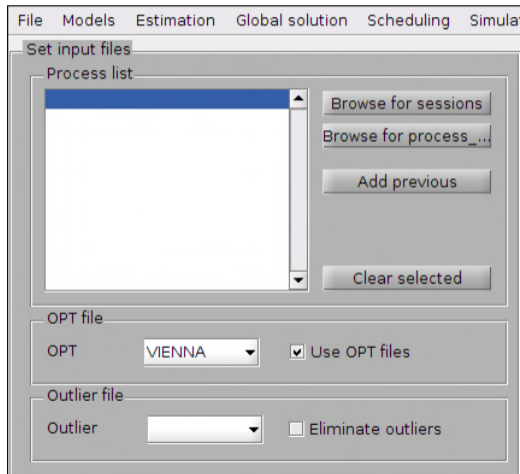 File Models Estimation Global solution Scheduling Simula
Set input files
Process list
Browse for sessions
Browse for process_...
Add previous
Clear selected
OPT file
OPT VIENNA Use OPT files
Outlier file
Outlier Eliminate outliers